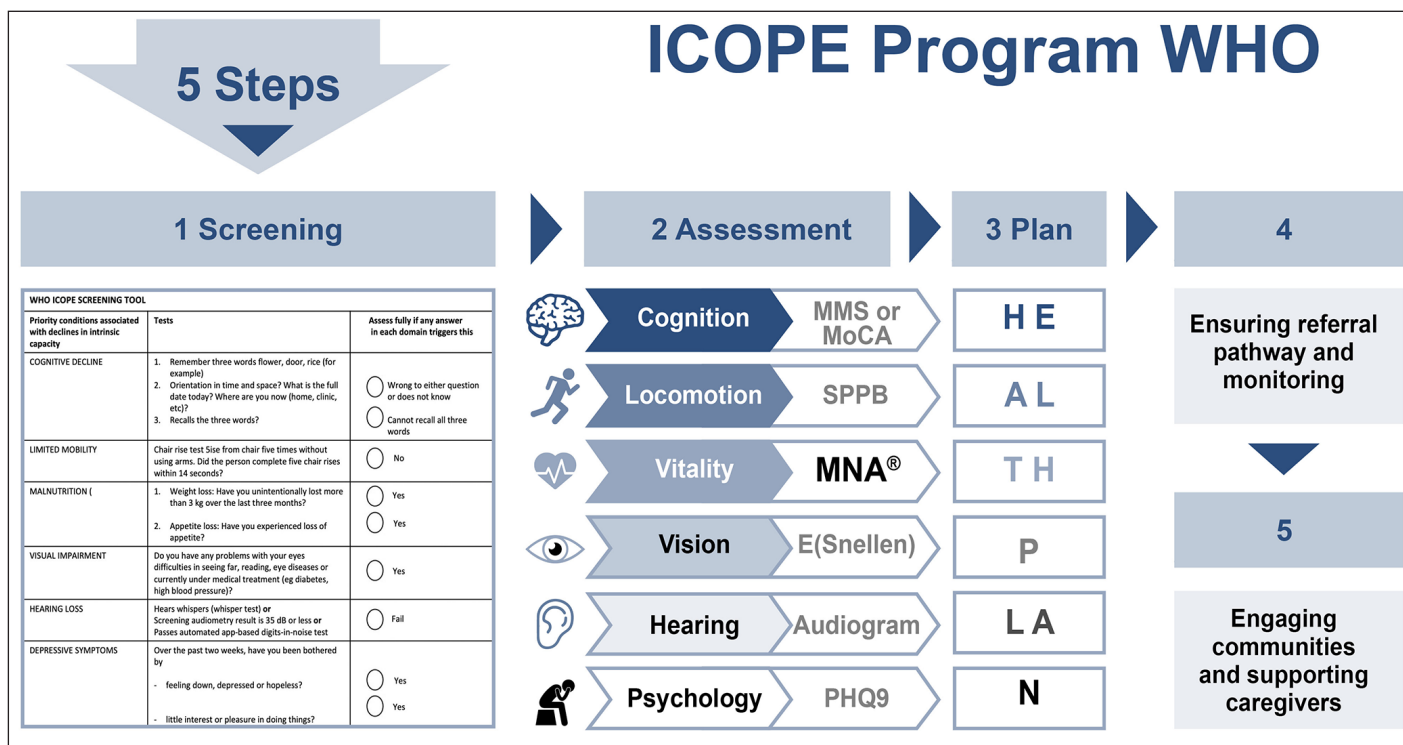 5 Steps
ICOPE Program WHO
1 Screening
WHO ICOPE SCREENING TOOL
Priority conditions associated
with declines in intrinsic
capacity
Tests
Assess fully if any answer
in each domain triggers this
COGNITIVE DECLINE
1. Remember three words flower, door, rice (for
example)
2. Orientation in time and space? What is the full
date today? Where are you now (home, clinic,
etc)?
3. Recalls the three words?
Wrong to either question
or does not know
Cannot recall all three
words
LIMITED MOBILITY
Chair rise test 5ise from chair five times without
using arms. Did the person complete five chair rises
within 14 seconds?
No
MALNUTRITION (
1. Weight loss: Have you unintentionally lost more
than 3 kg over the last three months?
2. Appetite loss: Have you experienced loss of
appetite?
Yes
Yes
VISUAL IMPAIRMENT
Do you have any problems with your eyes
difficulties in seeing far, reading, eye diseases or
currently under medical treatment (eg diabetes,
high blood pressure)?
Yes
HEARING LOSS
Hears whispers (whisper test) or
Screening audiometry result is 35 dB or less or
Passes automated app-based digits-in-noise test
Fail
DEPRESSIVE SYMPTOMS
Over the past two weeks, have you been bothered
by
- feeling down, depressed or hopeless?
- little interest or pleasure in doing things?
Yes
Yes
2 Assessment
Cognition
MMS or
MoCA
Locomotion
SPPB
Vitality
MNA®
Vision
E(Snellen)
Hearing
Audiogram
Psychology
PHQ9
3 Plan
H E
A L
T H
P
L A
N
4
Ensuring referral
pathway and
monitoring
5
Engaging
communities
and supporting
caregivers